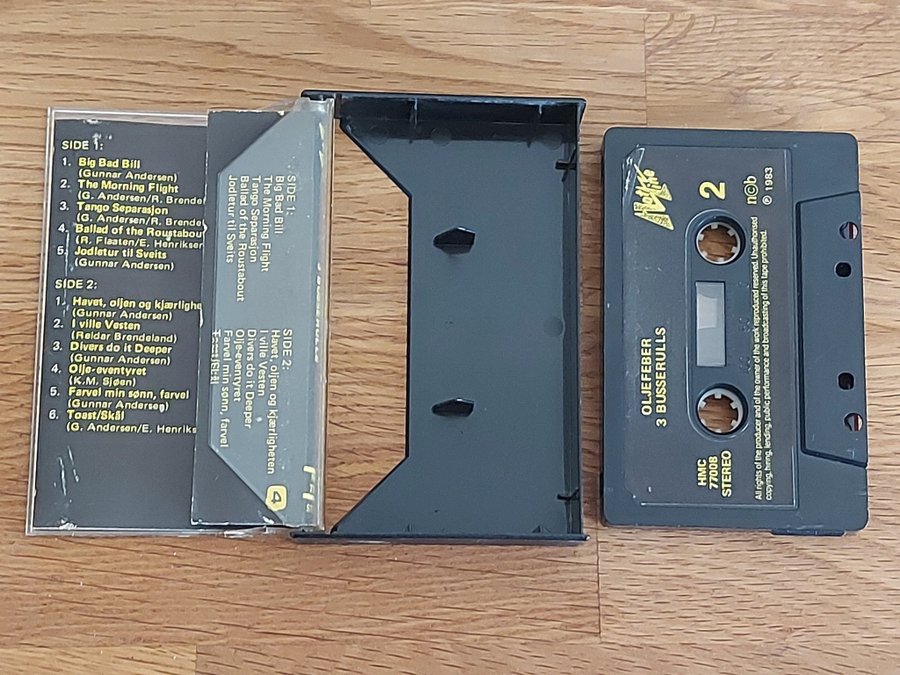 SIDE 1:
1. Big Bad Bill
(Gunnar Andersen)
2. The Morning Flight
(G. Andersen/R. Brendel
3. Tango Separasjon
(G. Andersen/R. Brendel
4. Ballad of the Roustabou
(R. Flaaten/E. Henriksen
5. Jodletur til Sveits
(Gunnar Andersen)
SIDE 2:
1. Havet, oljen og kjærlighe
(Gunnar Andersen)
2. I ville Vesten
(Reidar Brendeland)
3. Divers do it Deeper
(Gunnar Andersen)
4. Olje-eventyret
(K.M. Sjøen)
5. Farvel min sønn, farvel
(Gunnar Andersen)
6. Toast/Skål
(G. Andersen/E. Henriks
SIDE 1:
Big Bad Bill
The Morning Flight
Tango Separasjon
Ballad of the Roustabout
Jodletur til Sveits
SIDE 2:
Havet, oljen og kjærligheten
I ville Vesten
Divers do it Deeper
Olje-eventyret
Farvel min sønn, farvel
Toast/Skål
4
2
ncb
℗ 1983
OLJEFEBER
3 BUSSERULLS
HMC
7700B
STEREO
All rights of the producer and of the owner of the work reproduced reserved. Unauthorised
copying, hiring, lending, public performance and broadcasting of this tape prohibited.